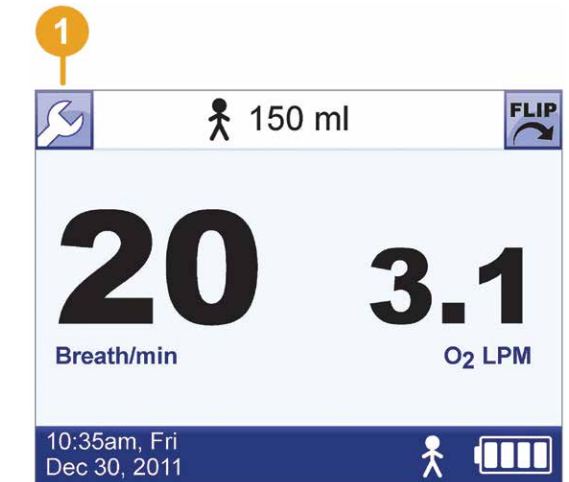 1
150 ml
FLIP
20
3.1
Breath/min
O2 LPM
10:35am, Fri
Dec 30, 2011